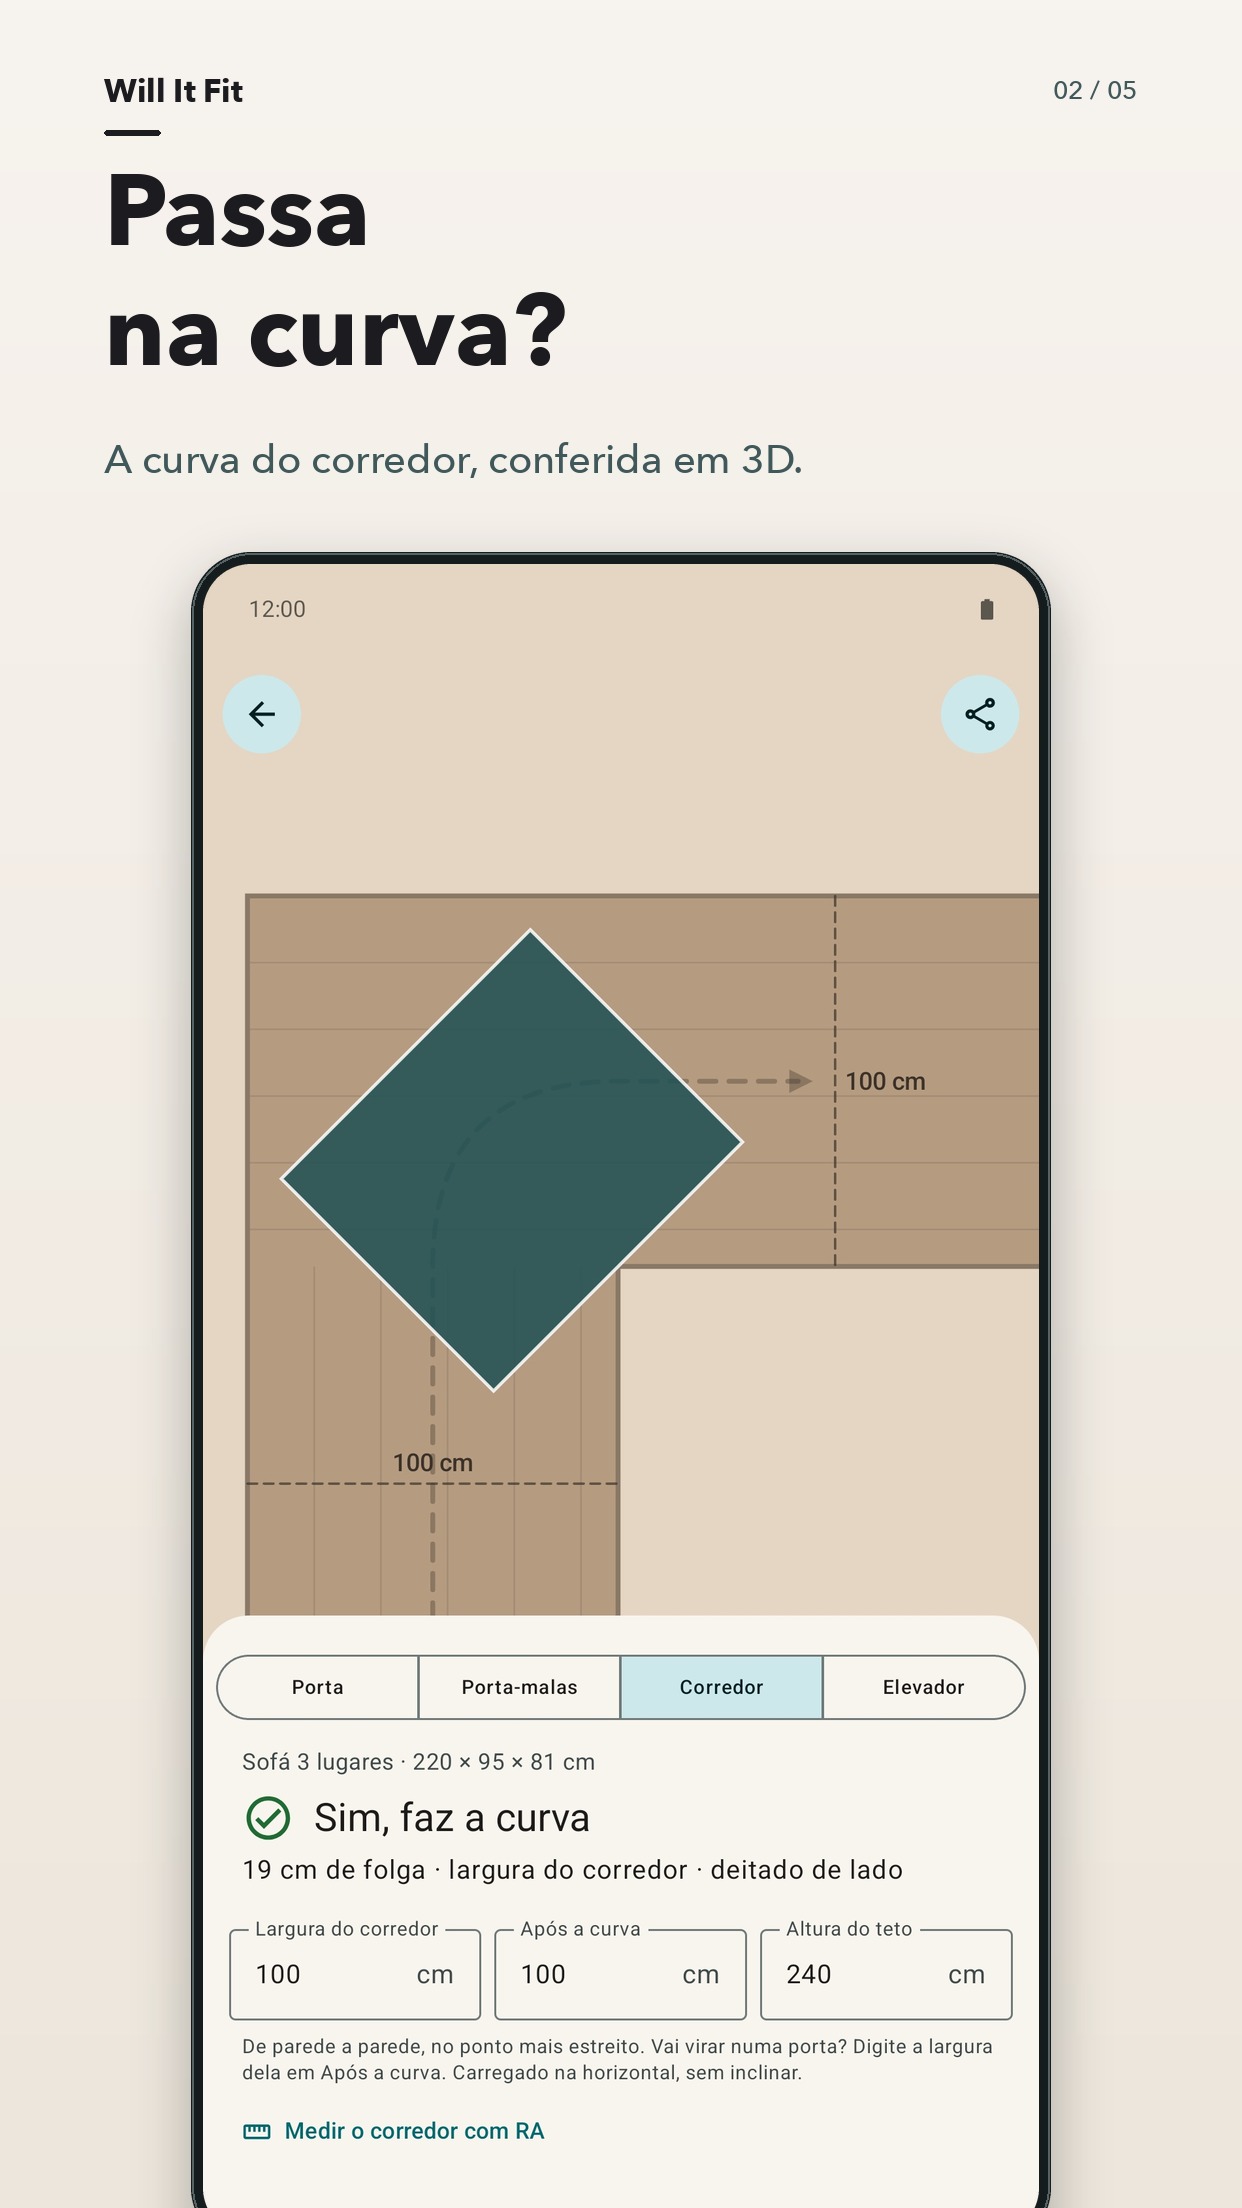 Will It Fit
02 / 05
Passa
na curva?
A curva do corredor, conferida em 3D.
12:00
100 cm
100 cm
Porta
Porta-malas
Corredor
Elevador
Sofá 3 lugares · 220 × 95 × 81 cm
Sim, faz a curva
19 cm de folga · largura do corredor · deitado de lado
Largura do corredor
Após a curva
Altura do teto
100 cm
100 cm
240 cm
De parede a parede, no ponto mais estreito. Vai virar numa porta? Digite a largura
dela em Após a curva. Carregado na horizontal, sem inclinar.
Medir o corredor com RA